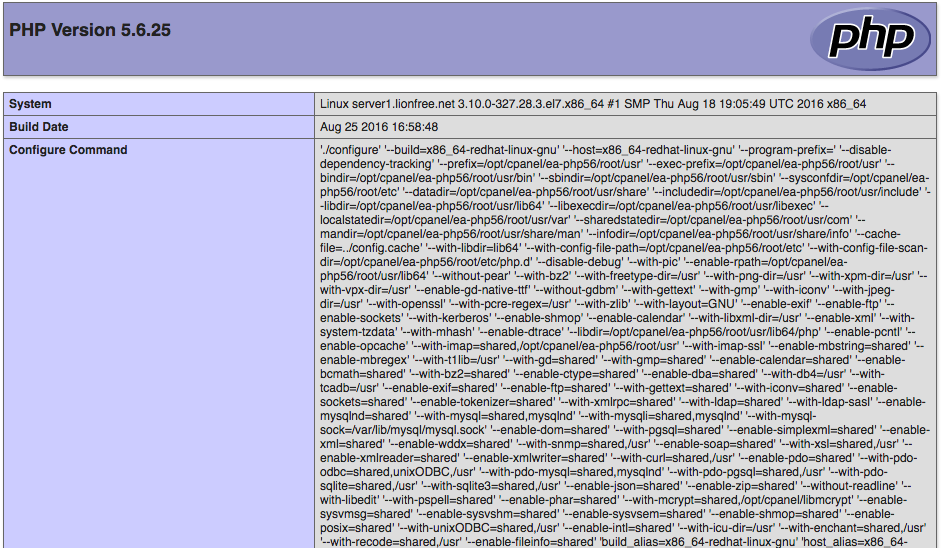 PHP Version 5.6.25
php
System
Linux server1.lionfree.net 3.10.0-327.28.3.el7.x86_64 #1 SMP Thu Aug 18 19:05:49 UTC 2016 x86_64
Build Date
Aug 25 2016 16:58:48
Configure Command
'./configure' '--build=x86_64-redhat-linux-gnu' '--host=x86_64-redhat-linux-gnu' '--program-prefix=' '--disable-
dependency-tracking' '--prefix=/opt/cpanel/ea-php56/root/usr' '--exec-prefix=/opt/cpanel/ea-php56/root/usr' '--
bindir=/opt/cpanel/ea-php56/root/usr/bin' '--sbindir=/opt/cpanel/ea-php56/root/usr/sbin' '--sysconfdir=/opt/cpanel/ea-
php56/root/etc' '--datadir=/opt/cpanel/ea-php56/root/usr/share' '--includedir=/opt/cpanel/ea-php56/root/usr/include' '-
-libdir=/opt/cpanel/ea-php56/root/usr/lib64' '--libexecdir=/opt/cpanel/ea-php56/root/usr/libexec' '--
localstatedir=/opt/cpanel/ea-php56/root/usr/var' '--sharedstatedir=/opt/cpanel/ea-php56/root/usr/com' '--
mandir=/opt/cpanel/ea-php56/root/usr/share/man' '--infodir=/opt/cpanel/ea-php56/root/usr/share/info' '--cache-
file=../config.cache' '--with-libdir=lib64' '--with-config-file-path=/opt/cpanel/ea-php56/root/etc' '--with-config-file-scan-
dir=/opt/cpanel/ea-php56/root/etc/php.d' '--disable-debug' '--with-pic' '--enable-rpath=/opt/cpanel/ea-
php56/root/usr/lib64' '--without-pear' '--with-bz2' '--with-freetype-dir=/usr' '--with-png-dir=/usr' '--with-xpm-dir=/usr' '--
with-vpx-dir=/usr' '--enable-gd-native-ttf' '--without-gdbm' '--with-gettext' '--with-gmp' '--with-iconv' '--with-jpeg-
dir=/usr' '--with-openssl' '--with-pcre-regex=/usr' '--with-zlib' '--with-layout=GNU' '--enable-exif' '--enable-ftp' '--
enable-sockets' '--with-kerberos' '--enable-shmop' '--enable-calendar' '--with-libxml-dir=/usr' '--enable-xml' '--with-
system-tzdata' '--with-mhash' '--enable-dtrace' '--libdir=/opt/cpanel/ea-php56/root/usr/lib64/php' '--enable-pcntl' '--
enable-opcache' '--with-imap=shared,/opt/cpanel/ea-php56/root/usr' '--with-imap-ssl' '--enable-mbstring=shared' '--
enable-mbregex' '--with-t1lib=/usr' '--with-gd=shared' '--with-gmp=shared' '--enable-calendar=shared' '--enable-
bcmath=shared' '--with-bz2=shared' '--enable-ctype=shared' '--enable-dba=shared' '--with-db4=/usr' '--with-
tcadb=/usr' '--enable-exif=shared' '--enable-ftp=shared' '--with-gettext=shared' '--with-iconv=shared' '--enable-
sockets=shared' '--enable-tokenizer=shared' '--with-xmlrpc=shared' '--with-ldap=shared' '--with-ldap-sasl' '--enable-
mysqlnd=shared' '--with-mysql=shared,mysqlnd' '--with-mysqli=shared,mysqlnd' '--with-mysql-
sock=/var/lib/mysql/mysql.sock' '--enable-dom=shared' '--with-pgsql=shared' '--enable-simplexml=shared' '--enable-
xml=shared' '--enable-wddx=shared' '--with-snmp=shared,/usr' '--enable-soap=shared' '--with-xsl=shared,/usr' '--
enable-xmlreader=shared' '--enable-xmlwriter=shared' '--with-curl=shared,/usr' '--enable-pdo=shared' '--with-pdo-
odbc=shared,unixODBC,/usr' '--with-pdo-mysql=shared,mysqlnd' '--with-pdo-pgsql=shared,/usr' '--with-pdo-
sqlite=shared,/usr' '--with-sqlite3=shared,/usr' '--enable-json=shared' '--enable-zip=shared' '--without-readline' '--
with-libedit' '--with-pspell=shared' '--enable-phar=shared' '--with-mcrypt=shared,/opt/cpanel/libmcrypt' '--enable-
sysvmsg=shared' '--enable-sysvshm=shared' '--enable-sysvsem=shared' '--enable-shmop=shared' '--enable-
posix=shared' '--with-unixODBC=shared,/usr' '--enable-intl=shared' '--with-icu-dir=/usr' '--with-enchant=shared,/usr'
'--with-recode=shared,/usr' '--enable-fileinfo=shared' 'build_alias=x86_64-redhat-linux-gnu' 'host_alias=x86_64-